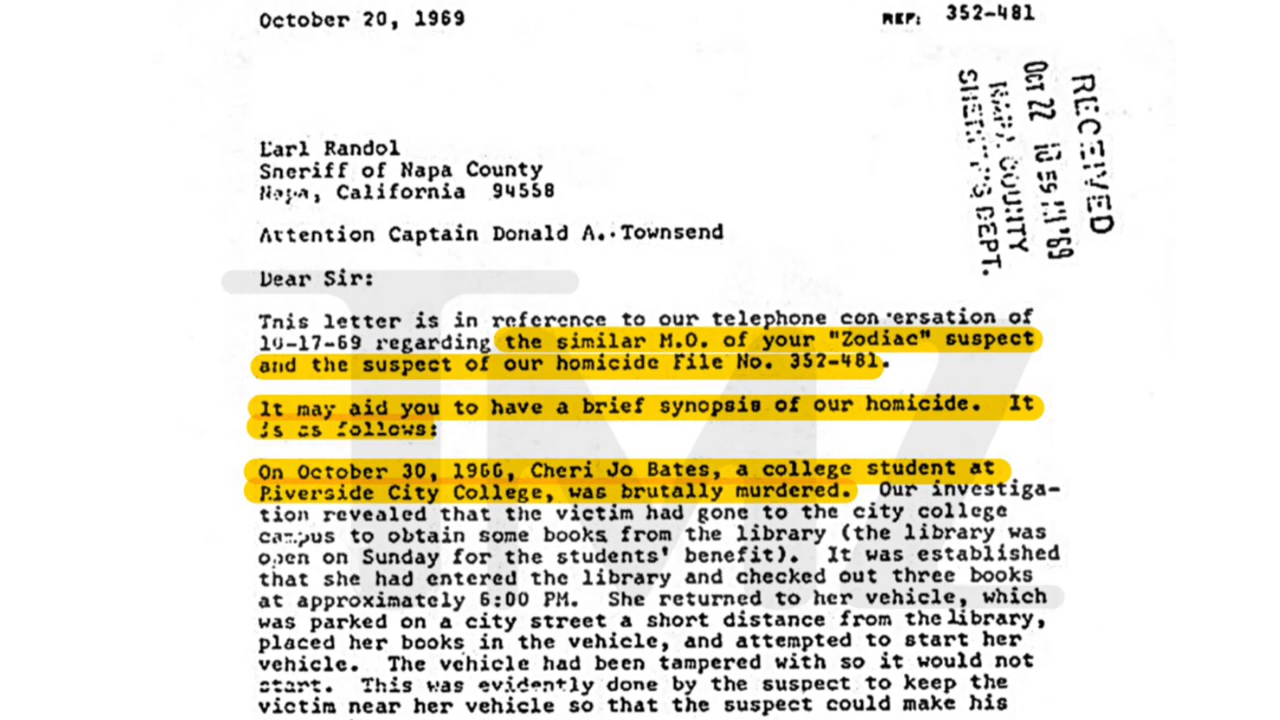 October 20, 1969
REF: 352-481
RECEIVED
OCT 22 10 55 AM '69
NAPA COUNTY
SHERIFF'S DEPT.
Earl Randol
Sheriff of Napa County
Napa, California 94558
Attention Captain Donald A. Townsend
Dear Sir:
This letter is in reference to our telephone conversation of
10-17-69 regarding the similar M.O. of your "Zodiac" suspect
and the suspect of our homicide File No. 352-481.
It may aid you to have a brief synopsis of our homicide. It
is as follows:
On October 30, 1966, Cheri Jo Bates, a college student at
Riverside City College, was brutally murdered. Our investiga-
tion revealed that the victim had gone to the city college
campus to obtain some books from the library (the library was
open on Sunday for the students' benefit). It was established
that she had entered the library and checked out three books
at approximately 6:00 PM. She returned to her vehicle, which
was parked on a city street a short distance from the library,
placed her books in the vehicle, and attempted to start her
vehicle. The vehicle had been tampered with so it would not
start. This was evidently done by the suspect to keep the
victim near her vehicle so that the suspect could make his
TMZ